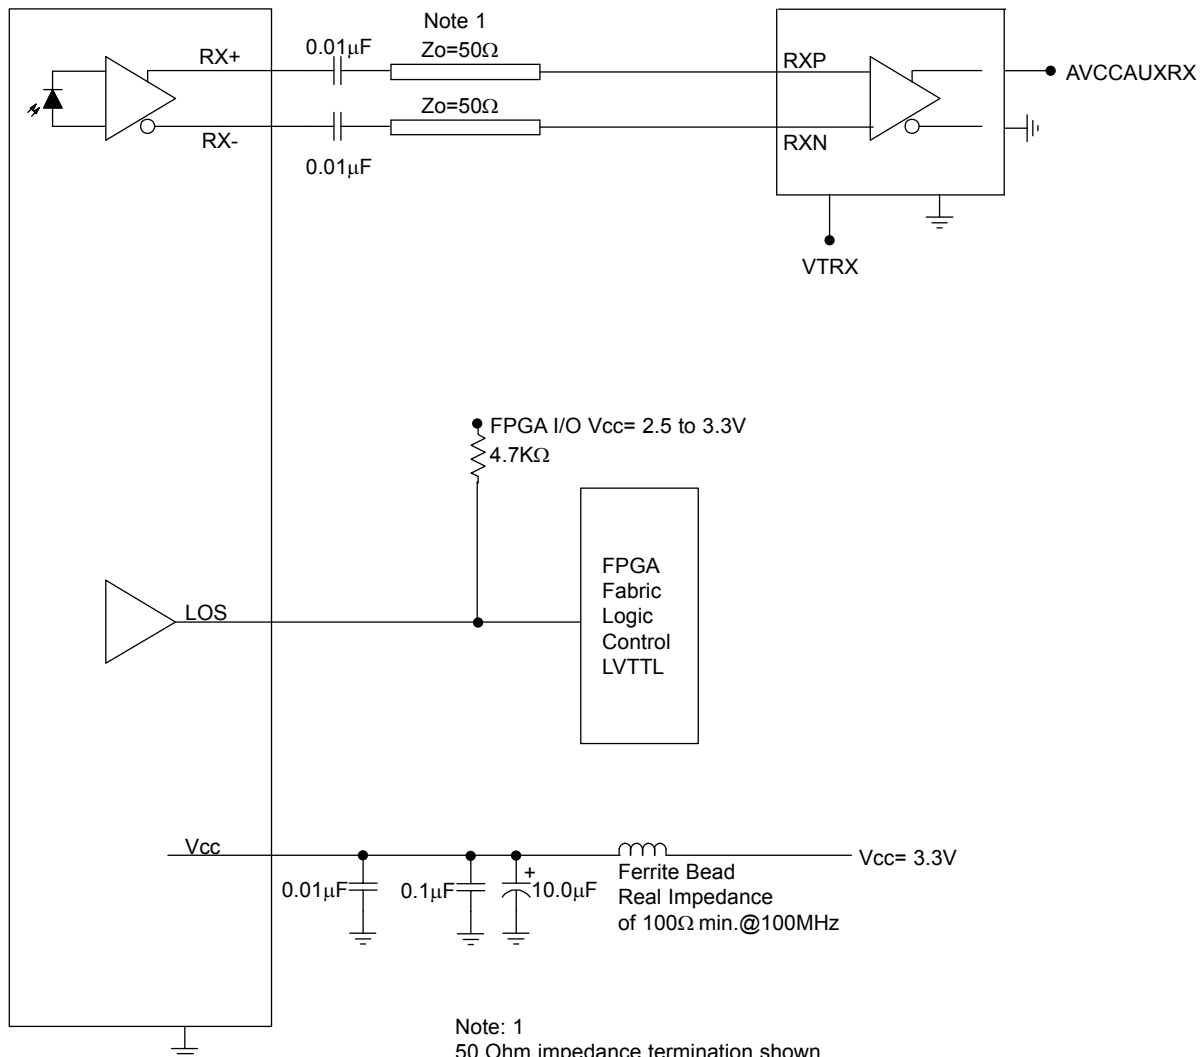 Note 1
0.01µF
Zo=50Ω
RX+
RXP
AVCCAUXRX
Zo=50Ω
RX-
RXN
0.01µF
VTRX
FPGA I/O Vcc= 2.5 to 3.3V
4.7KΩ
FPGA
Fabric
Logic
Control
LVTTL
LOS
Vcc
Vcc= 3.3V
0.01µF
0.1µF
+
10.0µF
Ferrite Bead
Real Impedance
of 100Ω min.@100MHz
Note: 1
50 Ohm impedance termination shown